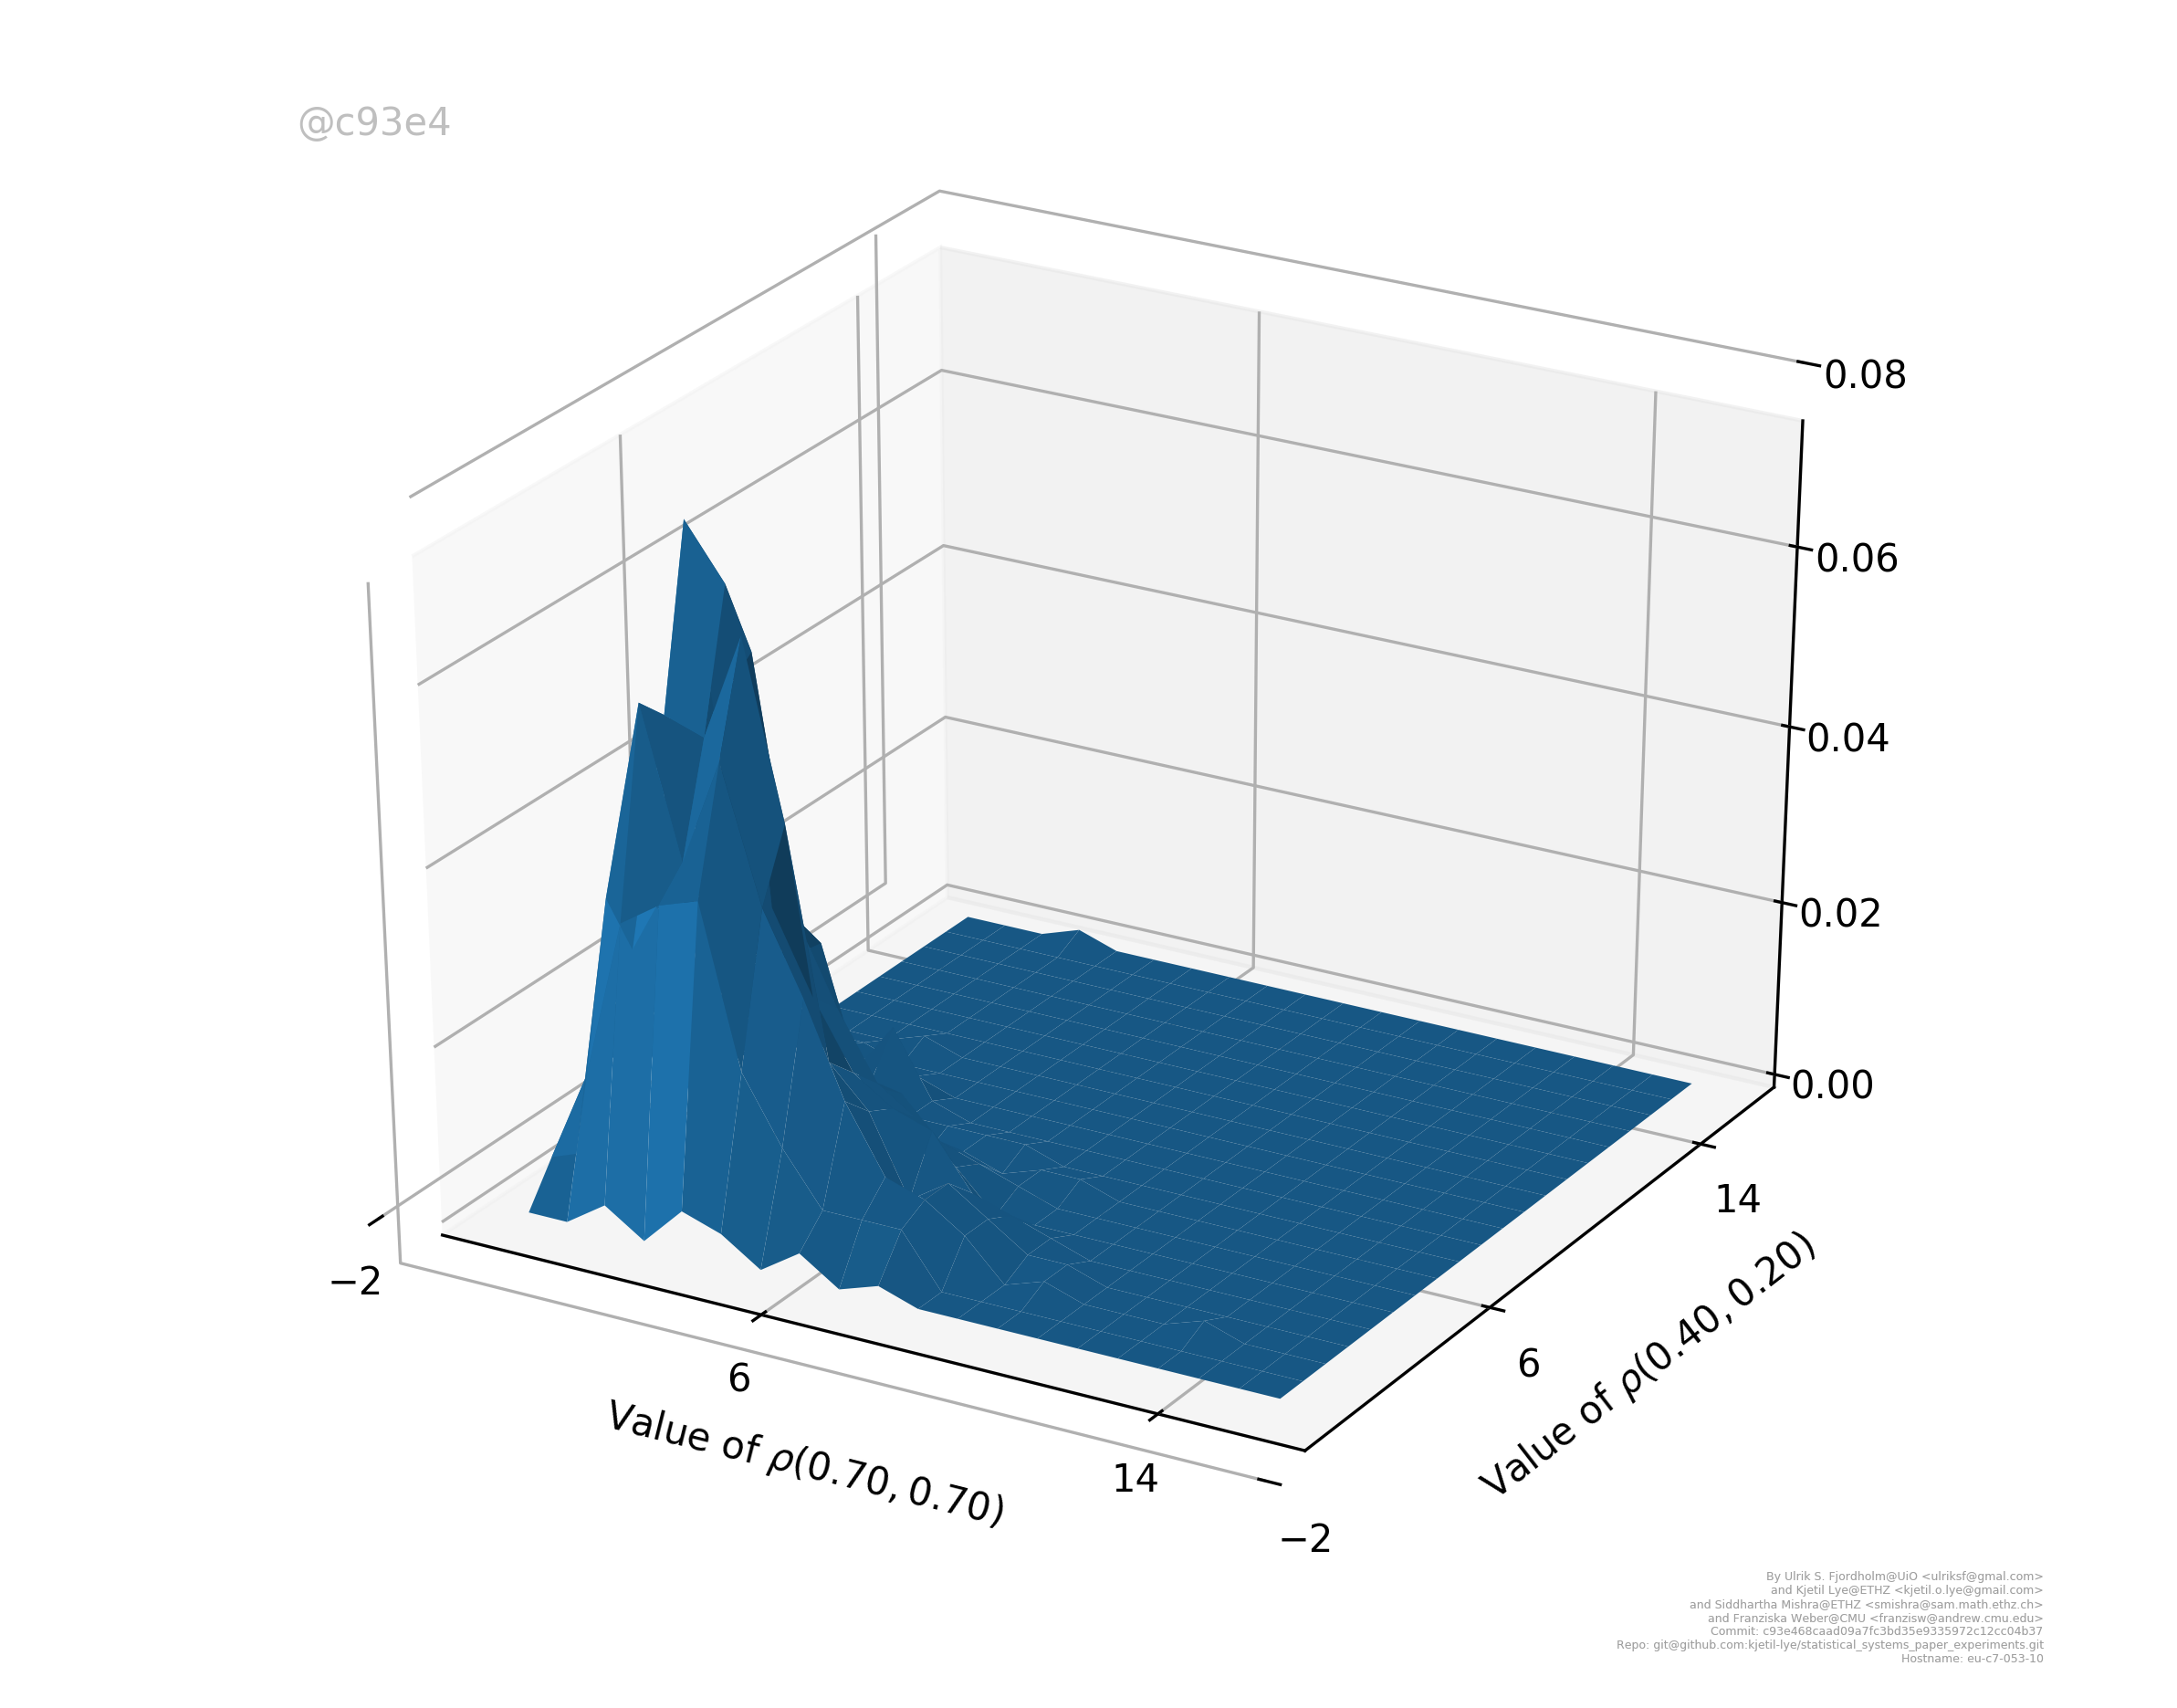 @c93e4
0.08
0.06
0.04
0.02
0.00
14
6
−2
Value of ρ(0.40, 0.20)
−2
6
14
Value of ρ(0.70, 0.70)
By Ulrik S. Fjordholm@UiO <ulriksf@gmal.com>
and Kjetil Lye@ETHZ <kjetil.o.lye@gmail.com>
and Siddhartha Mishra@ETHZ <smishra@sam.math.ethz.ch>
and Franziska Weber@CMU <franzisw@andrew.cmu.edu>
Commit: c93e468caad09a7fc3bd35e9335972c12cc04b37
Repo: git@github.com:kjetil-lye/statistical_systems_paper_experiments.git
Hostname: eu-c7-053-10